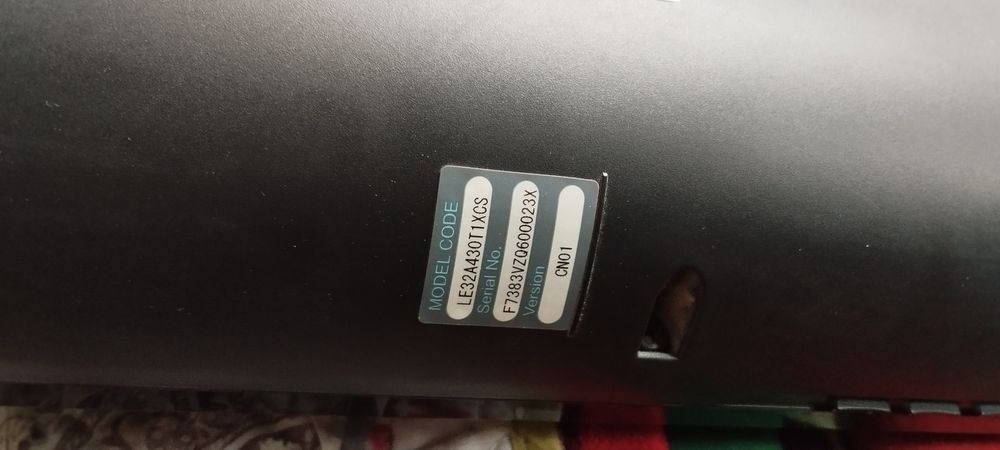 MODEL CODE
LE32A430T1XCS
Serial No.
F7383VZQ600023X
Version
CN01